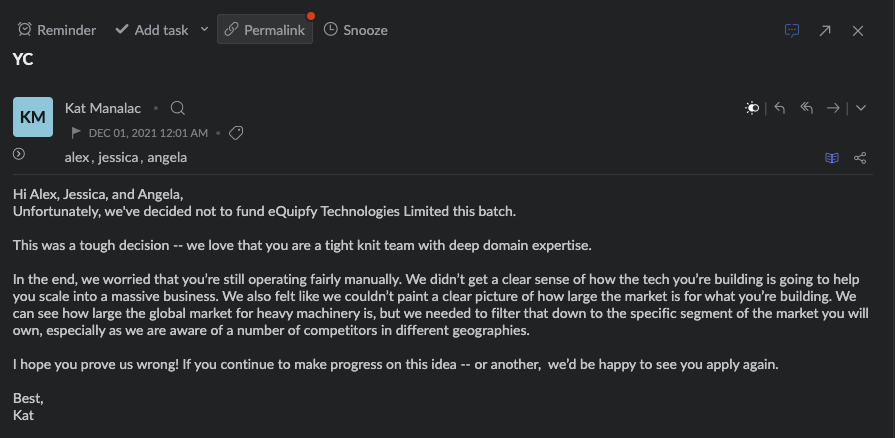 Reminder Add task Permalink Snooze
YC
KM Kat Manalac
DEC 01, 2021 12:01 AM
alex , jessica , angela
Hi Alex, Jessica, and Angela,
Unfortunately, we've decided not to fund eQuipfy Technologies Limited this batch.
This was a tough decision -- we love that you are a tight knit team with deep domain expertise.
In the end, we worried that you're still operating fairly manually. We didn't get a clear sense of how the tech you're building is going to help
you scale into a massive business. We also felt like we couldn't paint a clear picture of how large the market is for what you're building. We
can see how large the global market for heavy machinery is, but we needed to filter that down to the specific segment of the market you will
own, especially as we are aware of a number of competitors in different geographies.
I hope you prove us wrong! If you continue to make progress on this idea -- or another,  we'd be happy to see you apply again.
Best,
Kat